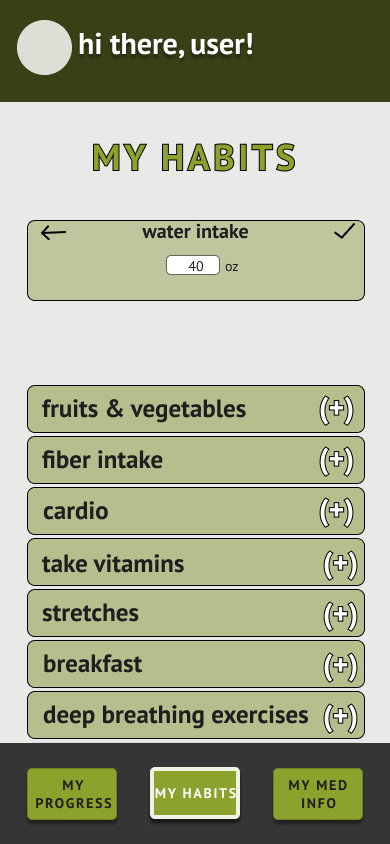 hi there, user!
MY HABITS
water intake
40 oz
fruits & vegetables (+)
fiber intake (+)
cardio (+)
take vitamins (+)
stretches (+)
breakfast (+)
deep breathing exercises (+)
MY
PROGRESS
MY HABITS
MY MED
INFO